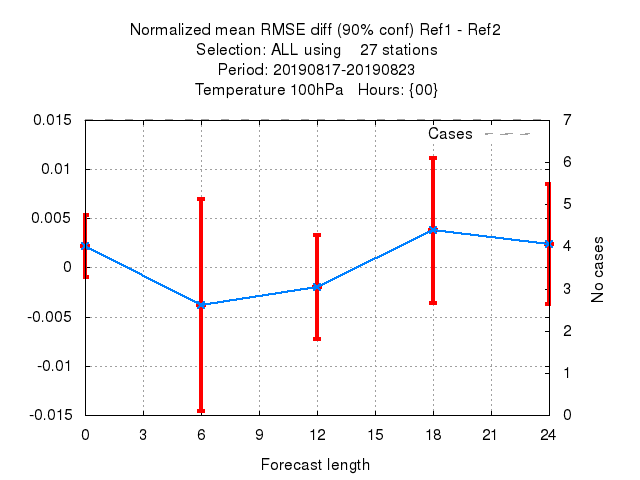 Normalized mean RMSE diff (90% conf) Ref1 - Ref2
Selection: ALL using    27 stations
Period: 20190817-20190823
Temperature 100hPa   Hours: {00}
0.015
0.01
0.005
0
-0.005
-0.01
-0.015
Cases
7
6
5
4
3
2
1
0
No cases
0 3 6 9 12 15 18 21 24
Forecast length